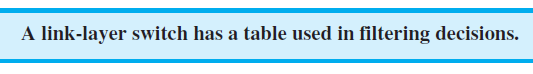 A link-layer switch has a table used in filtering decisions.